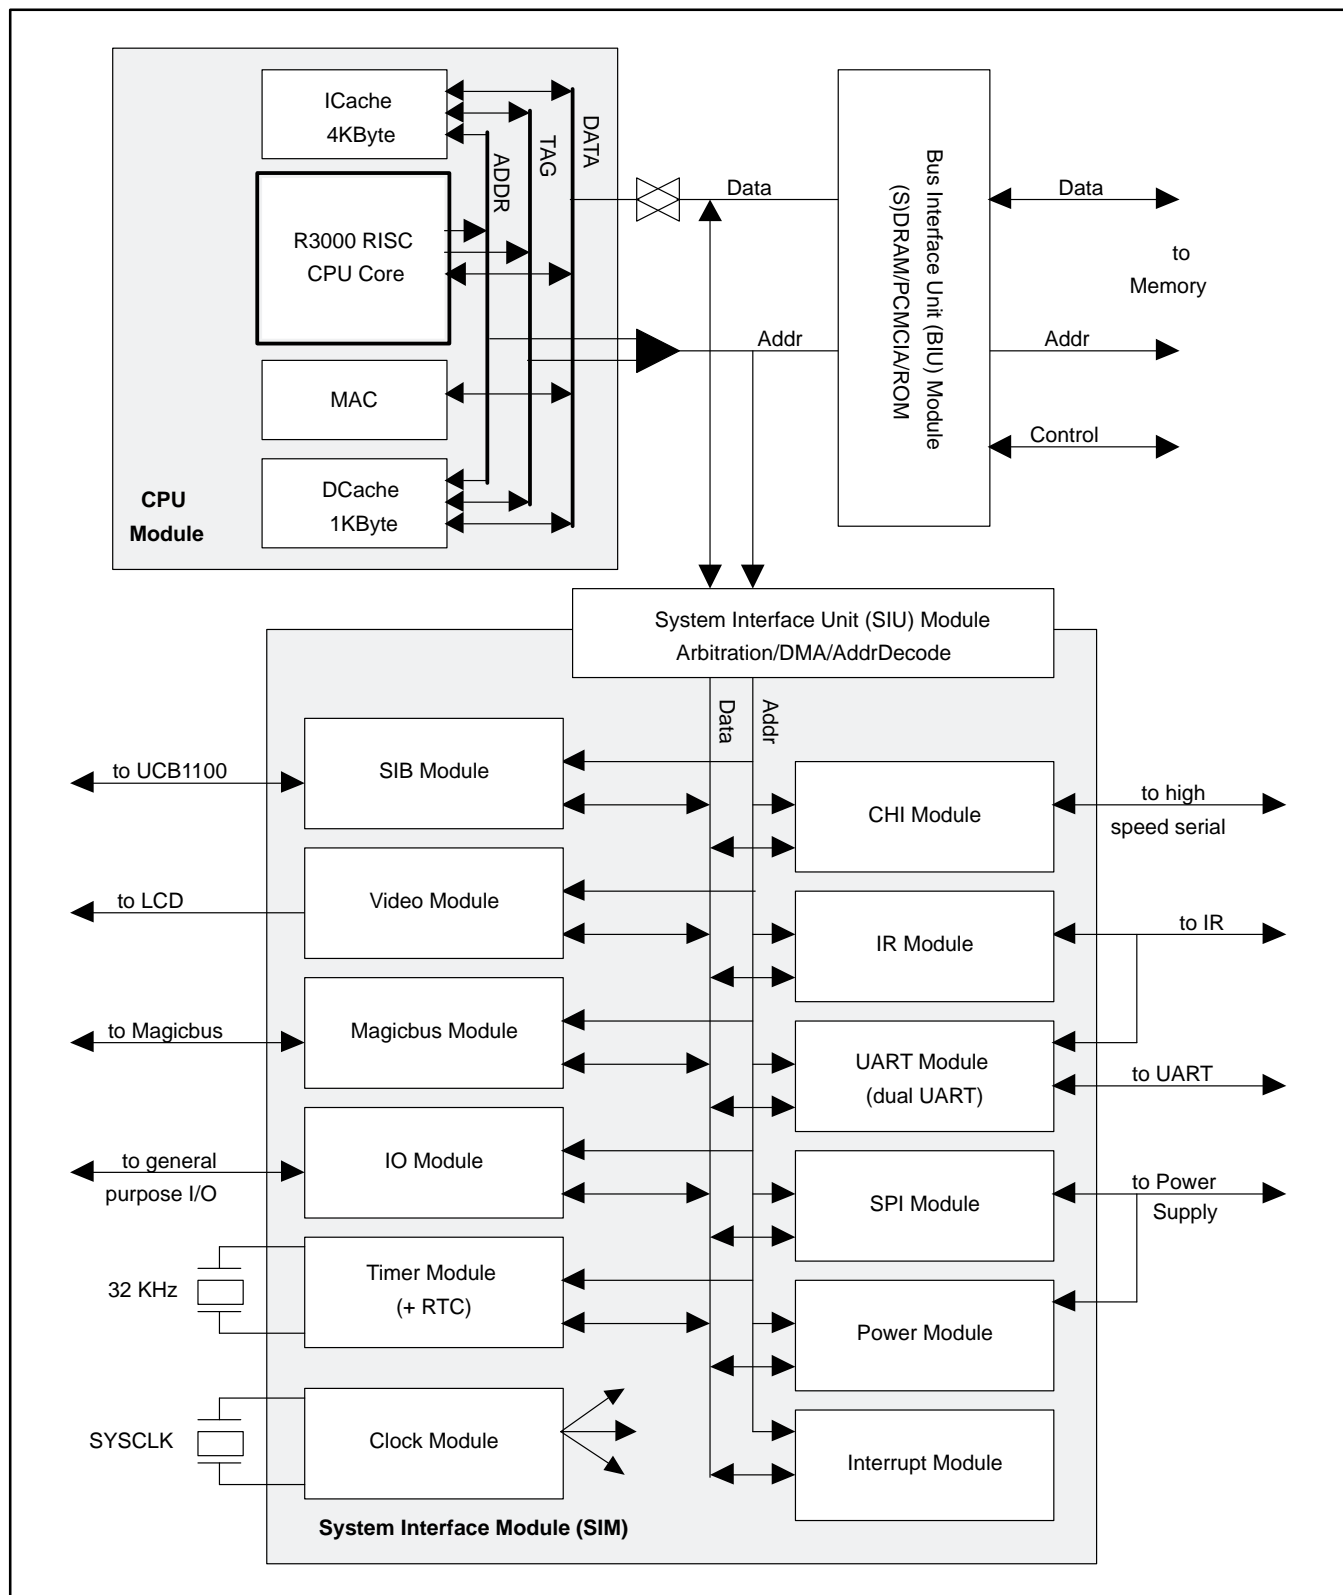 ICache
4KByte
R3000 RISC
CPU Core
MAC
DCache
1KByte
CPU
Module
ADDR
TAG
DATA
Data
Addr
Bus Interface Unit (BIU) Module
(S)DRAM/PCMCIA/ROM
Data
to
Memory
Addr
Control
System Interface Unit (SIU) Module
Arbitration/DMA/AddrDecode
Data
Addr
to UCB1100
SIB Module
to LCD
Video Module
to Magicbus
Magicbus Module
to general
purpose I/O
IO Module
32 KHz
Timer Module
(+ RTC)
SYSCLK
Clock Module
CHI Module
to high
speed serial
IR Module
to IR
UART Module
(dual UART)
to UART
SPI Module
to Power
Supply
Power Module
Interrupt Module
System Interface Module (SIM)